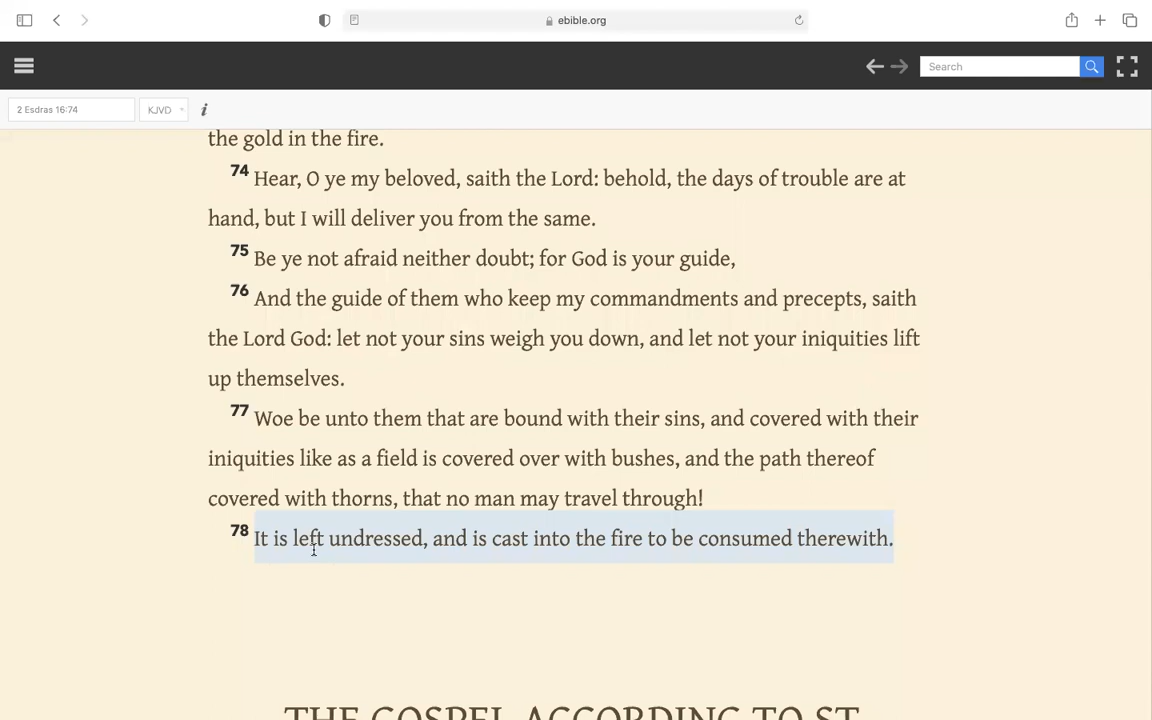 ebible.org
Search
2 Esdras 16:74
KJVD
i
the gold in the fire.
74 Hear, O ye my beloved, saith the Lord: behold, the days of trouble are at
hand, but I will deliver you from the same.
75 Be ye not afraid neither doubt; for God is your guide,
76 And the guide of them who keep my commandments and precepts, saith
the Lord God: let not your sins weigh you down, and let not your iniquities lift
up themselves.
77 Woe be unto them that are bound with their sins, and covered with their
iniquities like as a field is covered over with bushes, and the path thereof
covered with thorns, that no man may travel through!
78 It is left undressed, and is cast into the fire to be consumed therewith.
THE GOSPEL ACCORDING TO ST